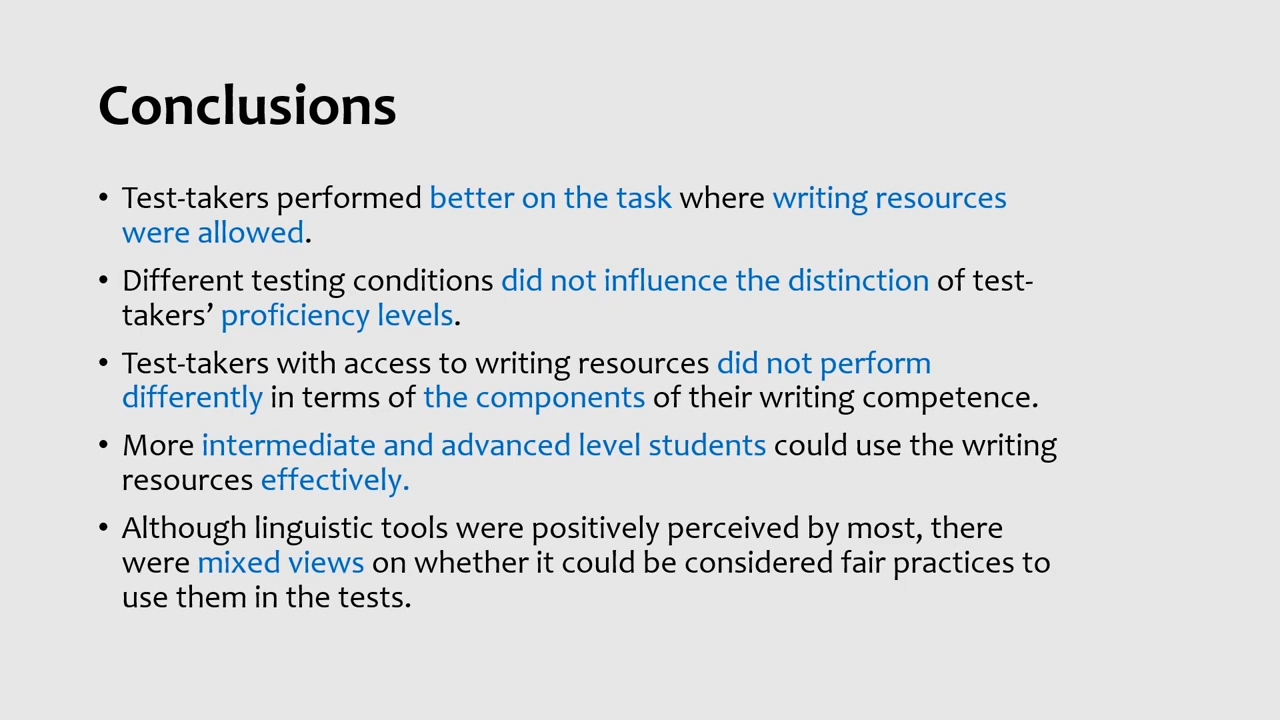 Conclusions
• Test-takers performed better on the task where writing resources
were allowed.
• Different testing conditions did not influence the distinction of test-
takers’ proficiency levels.
• Test-takers with access to writing resources did not perform
differently in terms of the components of their writing competence.
• More intermediate and advanced level students could use the writing
resources effectively.
• Although linguistic tools were positively perceived by most, there
were mixed views on whether it could be considered fair practices to
use them in the tests.